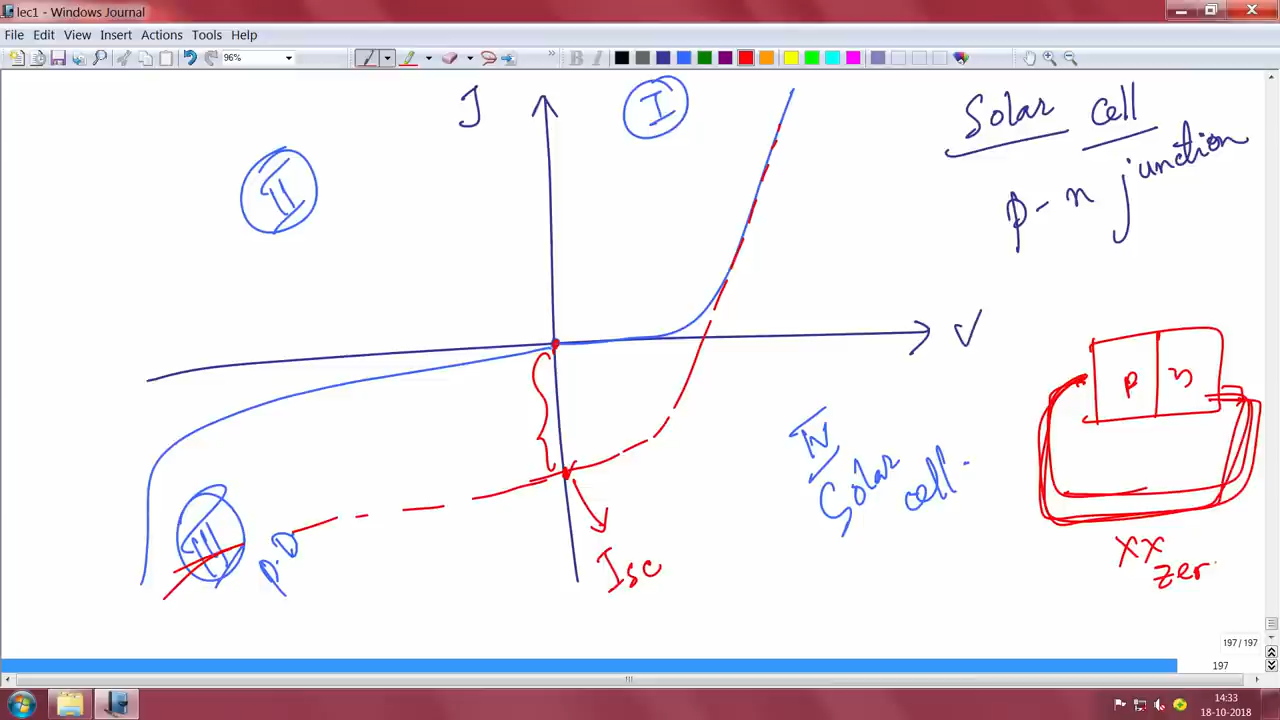 lec1 - Windows Journal
File Edit View Insert Actions Tools Help
96%
B I
J
I
II
Solar cell
p - n junction
V
p n
IV
Solar cell
III
P.D
Isc
XX
zer
197 / 197
197
14:33
18-10-2018